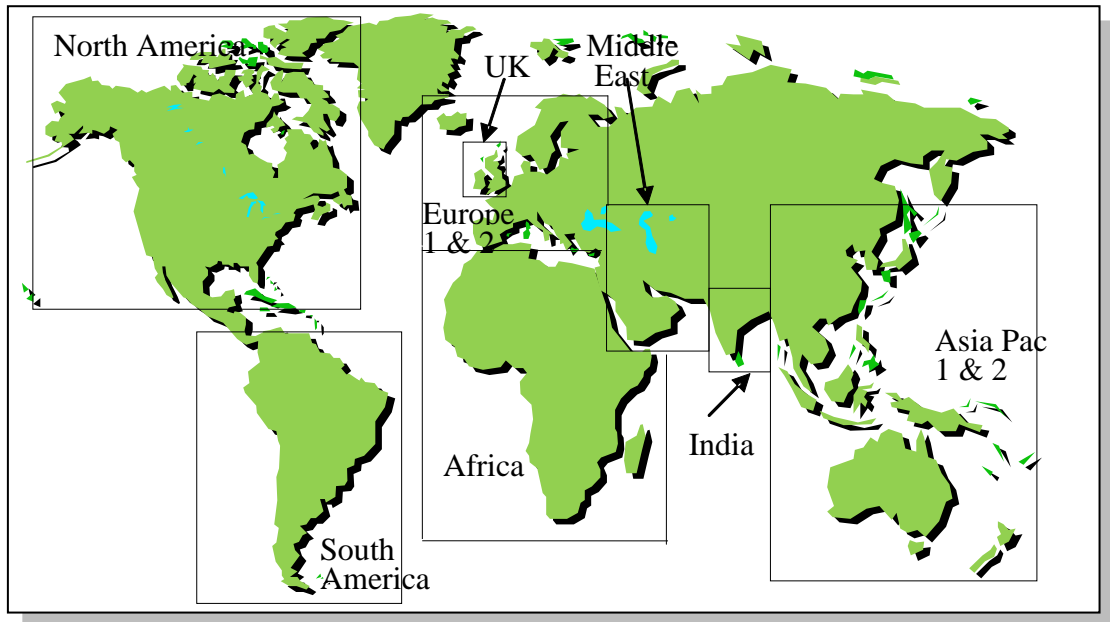 North America
UK
Middle
East
Europe
1 & 2
Asia Pac
1 & 2
India
Africa
South
America